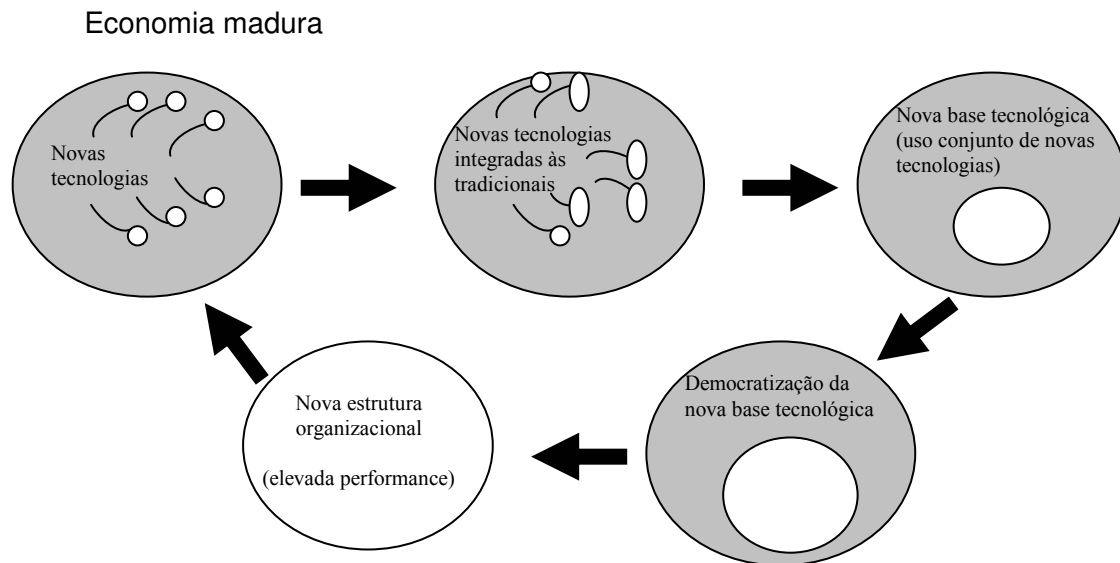 Economia madura
Novas
tecnologias
Novas tecnologias
integradas às
tradicionais
Nova base tecnológica
(uso conjunto de novas
tecnologias)
Democratização da
nova base tecnológica
Nova estrutura
organizacional
(elevada performance)